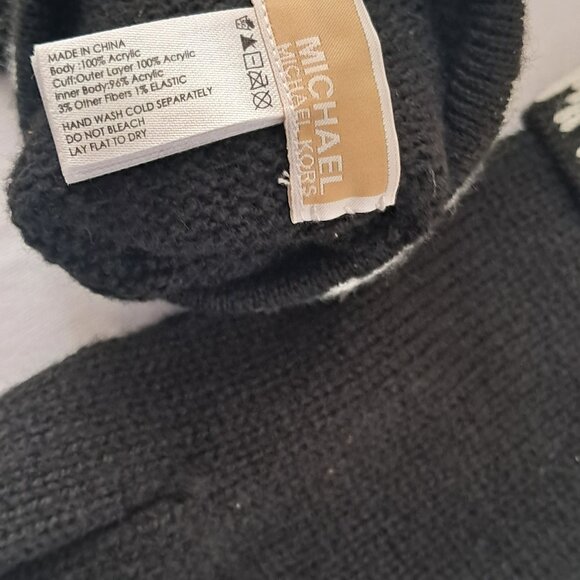 MADE IN CHINA
Body :100% Acrylic
Cuff:Outer Layer 100% Acrylic
Inner Body:96% Acrylic
3% Other Fibers 1% ELASTIC
HAND WASH COLD SEPARATELY
DO NOT BLEACH
LAY FLAT TO DRY
MICHAEL
MICHAEL KORS